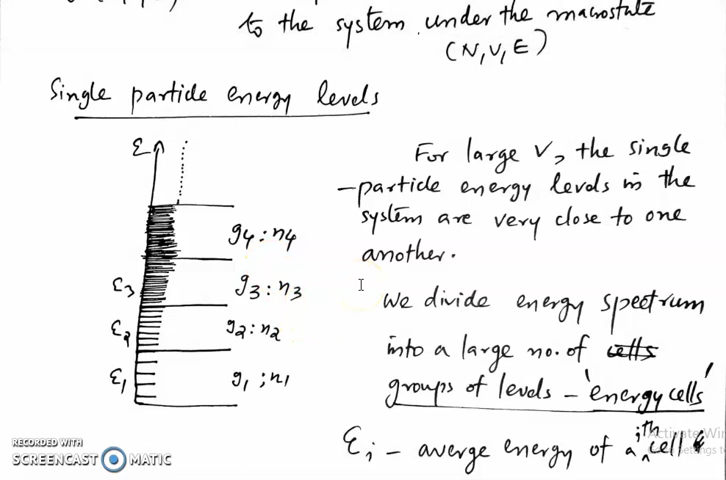 to the system under the macrostate
(N,V,E)
Single particle energy levels
ε
For large V, the single
-particle energy levels in the
system are very close to one
another.
g4 : n4
ε3 g3 : n3
ε2 g2 : n2
ε1 g1 ; n1
We divide energy spectrum
into a large no. of cells
groups of levels - 'energy cells'
εi - averge energy of a ith cell
RECORDED WITH
SCREENCAST MATIC